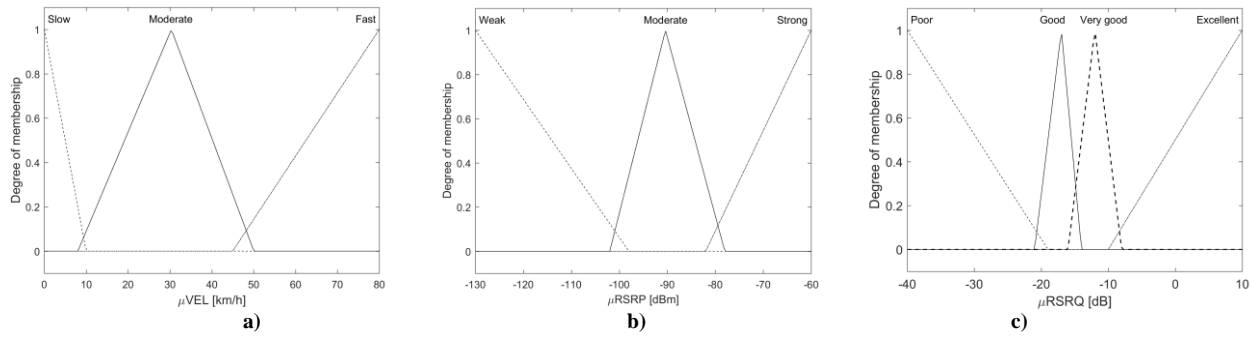 Slow Moderate Fast
1
0.8
0.6
0.4
0.2
0
Degree of membership
0 10 20 30 40 50 60 70 80
μVEL [km/h]
a)
Weak Moderate Strong
1
0.8
0.6
0.4
0.2
0
Degree of membership
-130 -120 -110 -100 -90 -80 -70 -60
μRSRP [dBm]
b)
Poor Good Very good Excellent
1
0.8
0.6
0.4
0.2
0
Degree of membership
-40 -30 -20 -10 0 10
μRSRQ [dB]
c)